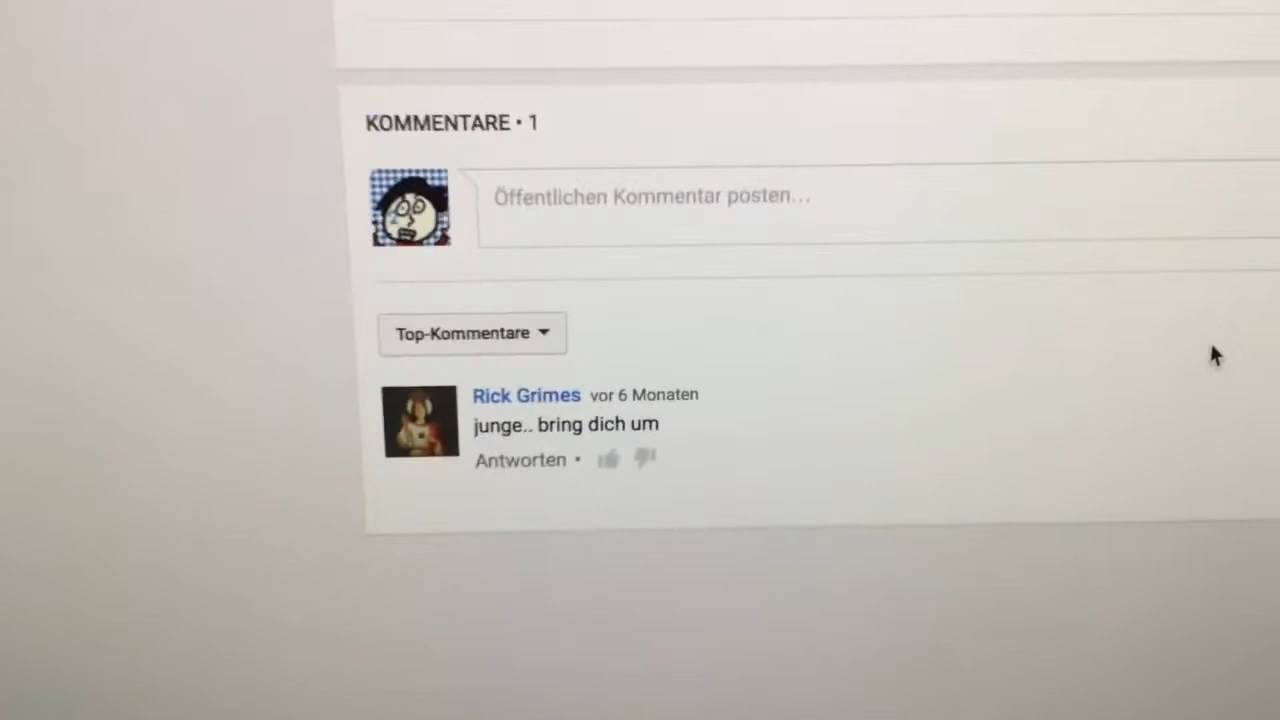 KOMMENTARE • 1
Öffentlichen Kommentar posten...
Top-Kommentare
Rick Grimes vor 6 Monaten
junge.. bring dich um
Antworten •